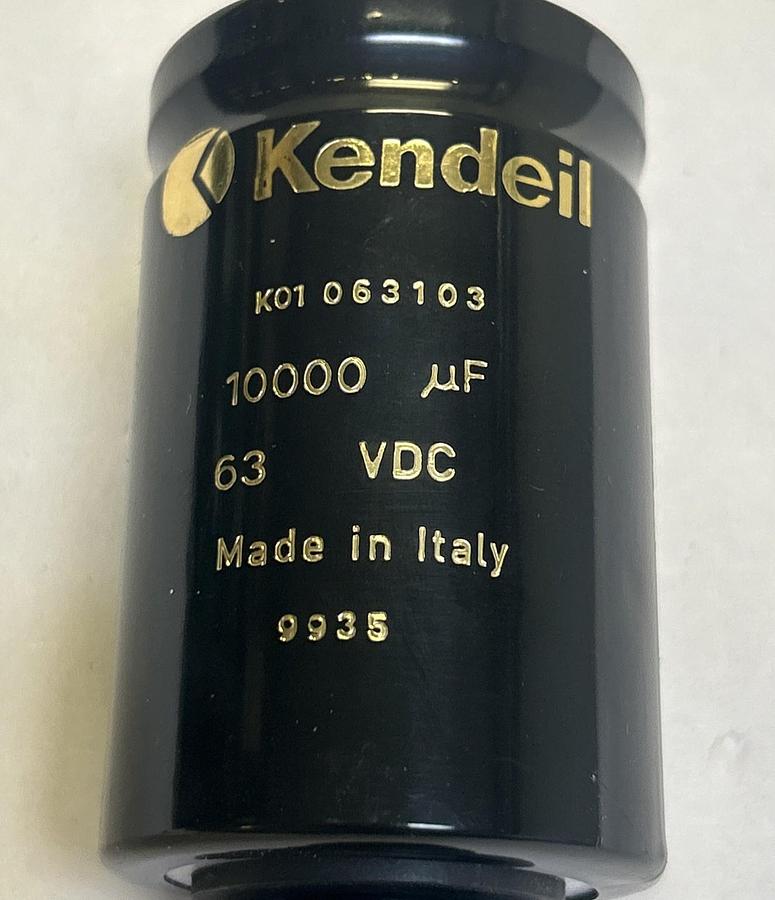 Kendeil
K01 063103
10000 µF
63 VDC
Made in Italy
9935